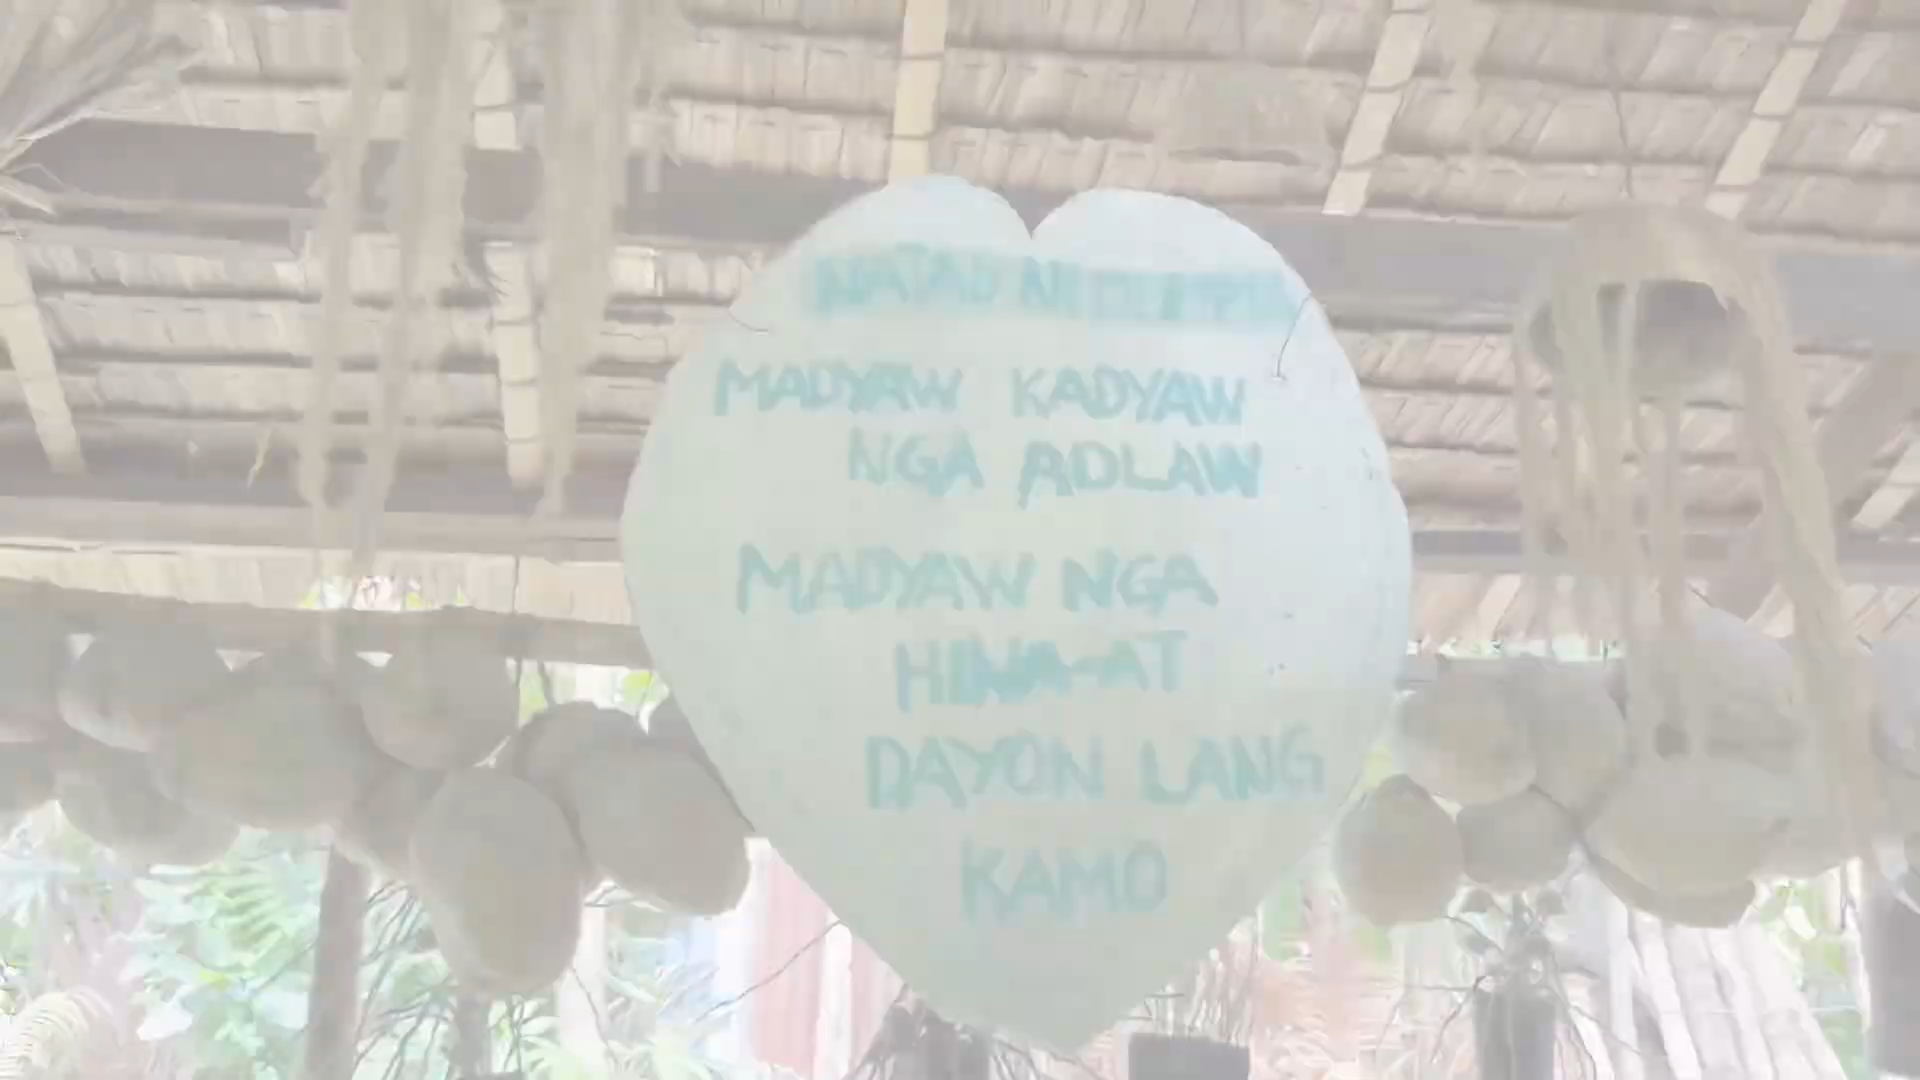 MADYAW KADYAW
NGA ADLAW
MADYAW NGA
HINA-AT
DAYON LANG
KAMO